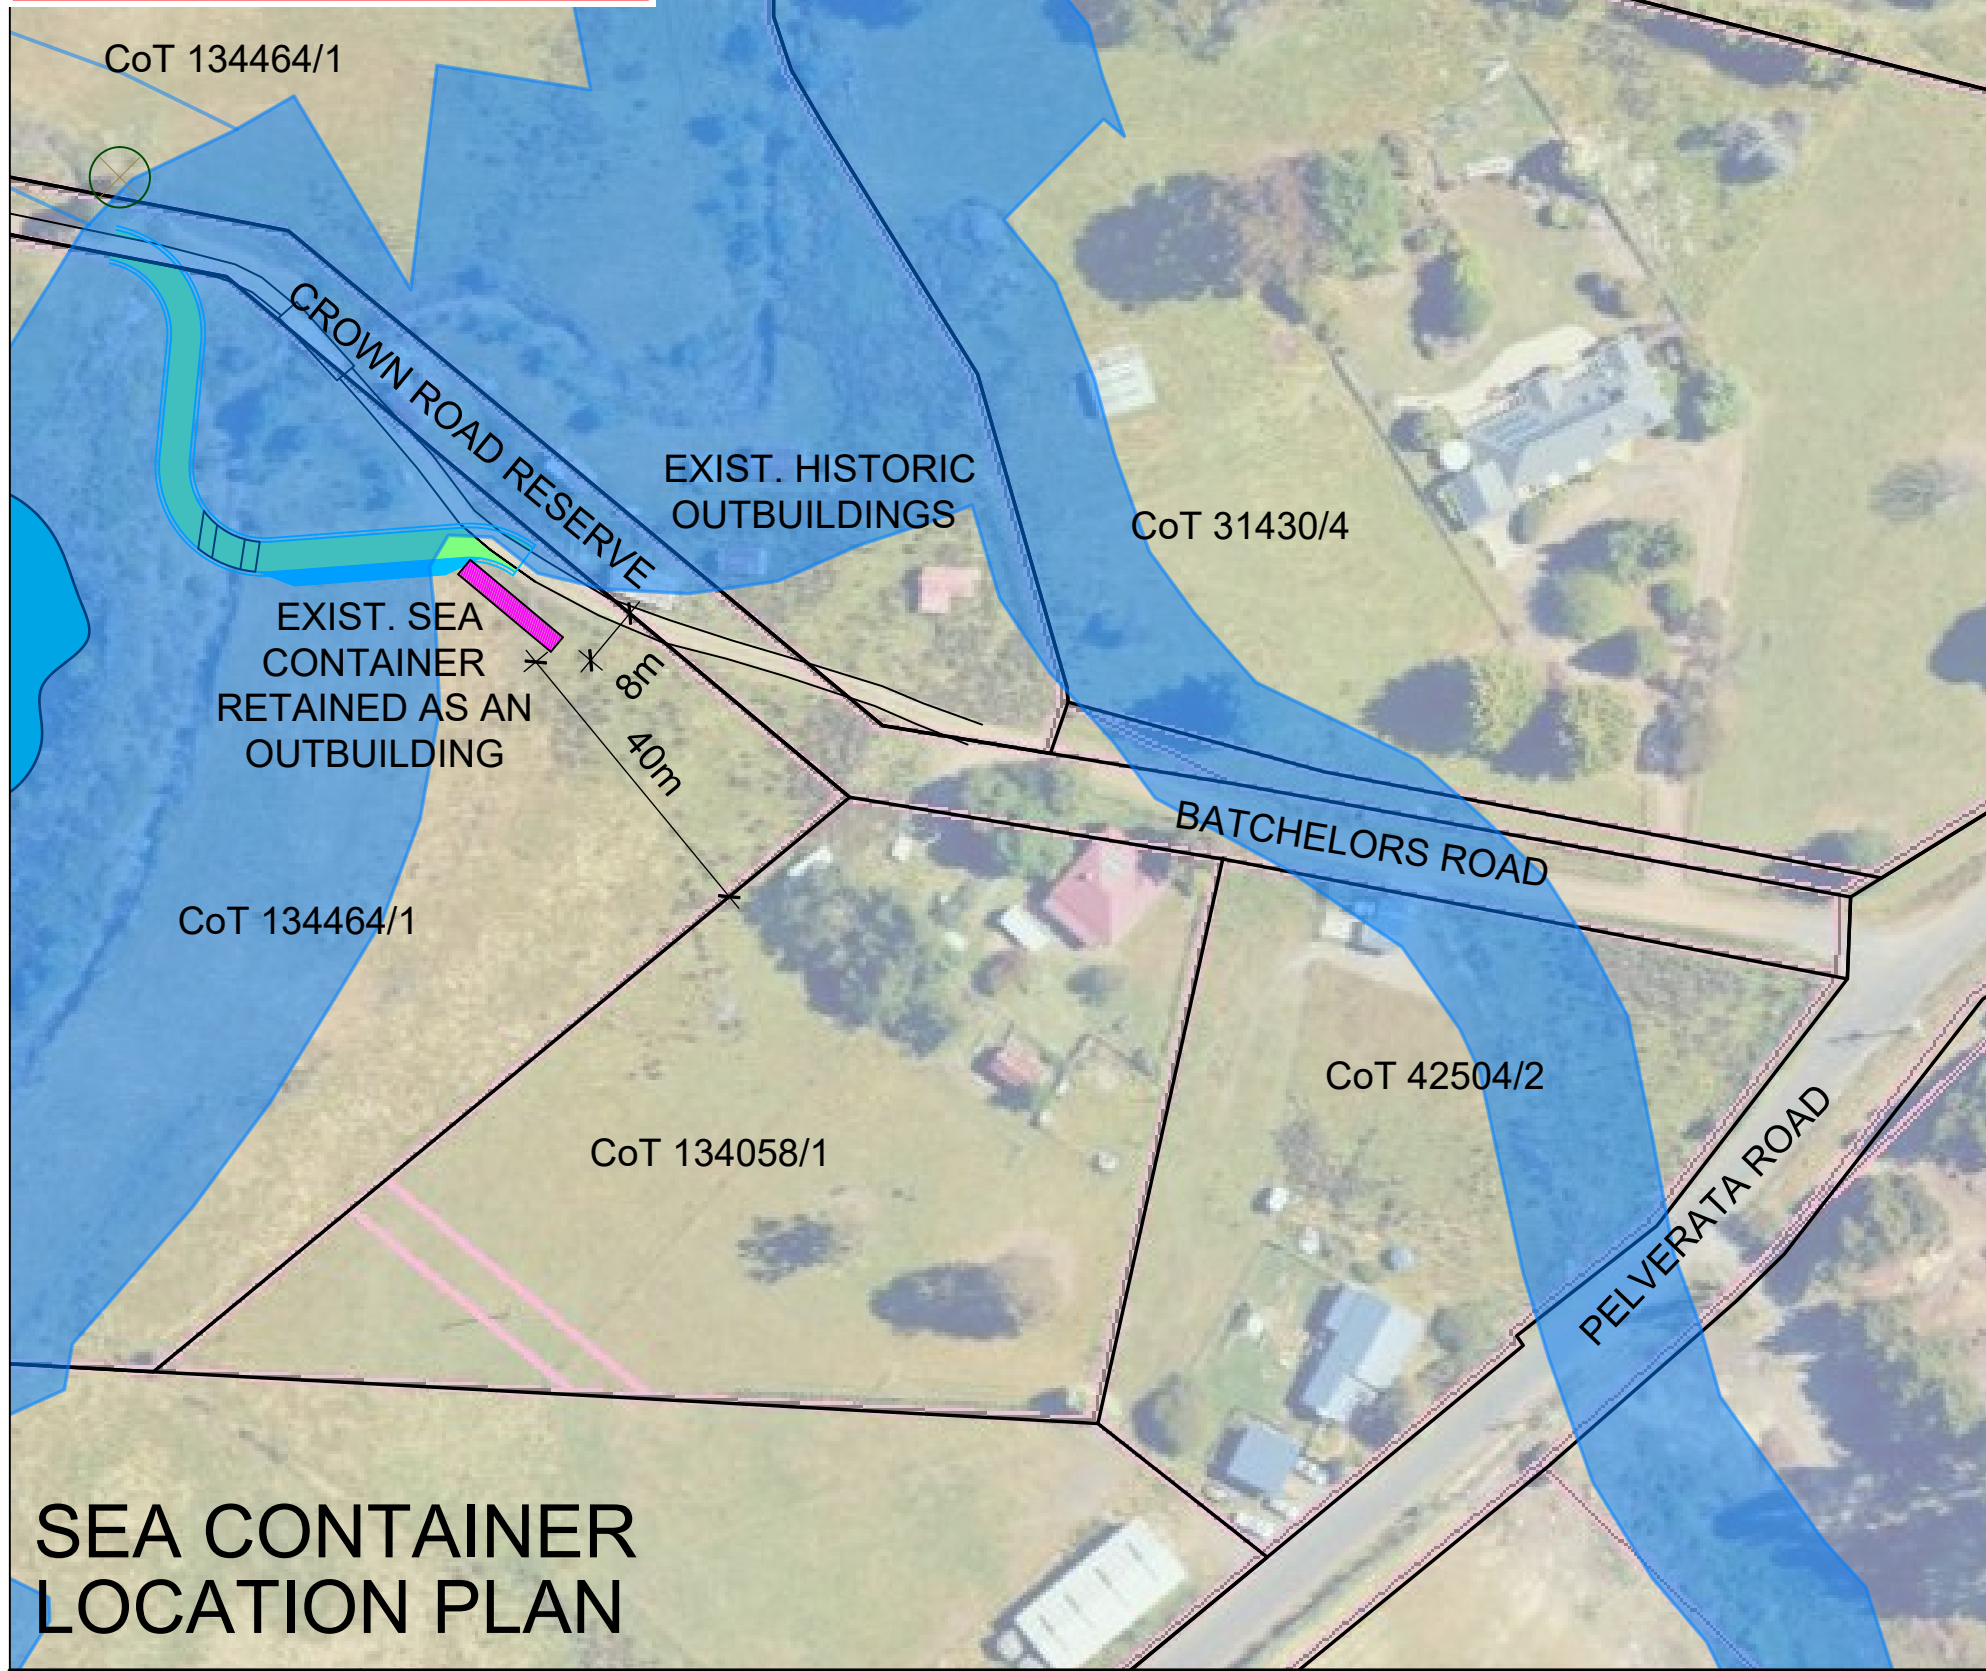 CoT 134464/1
CROWN ROAD RESERVE
EXIST. HISTORIC
OUTBUILDINGS
CoT 31430/4
EXIST. SEA
CONTAINER
RETAINED AS AN
OUTBUILDING
8m
40m
BATCHELORS ROAD
CoT 134464/1
CoT 42504/2
CoT 134058/1
PELVERATA ROAD
SEA CONTAINER
LOCATION PLAN